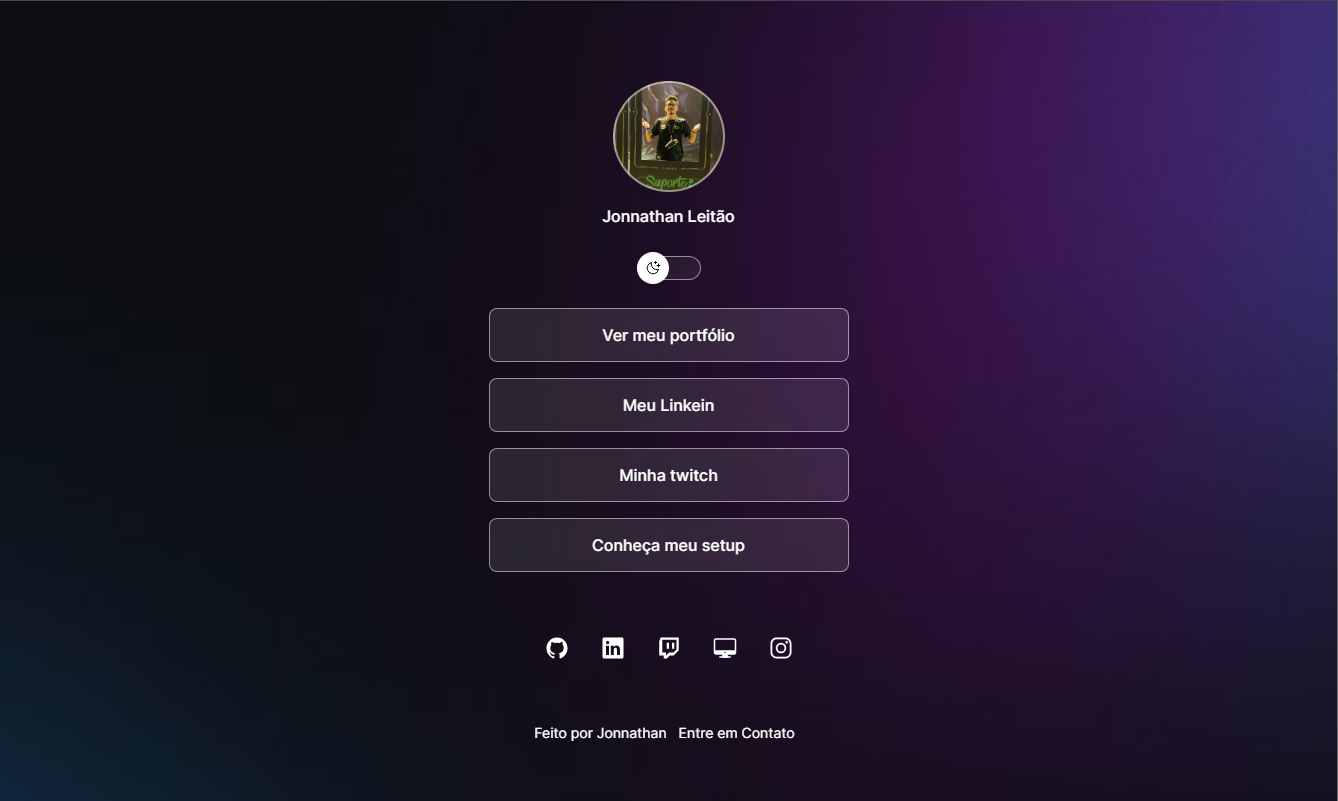 Suporte
Jonnathan Leitão
Ver meu portfólio
Meu Linkein
Minha twitch
Conheça meu setup
in
Feito por Jonnathan Entre em Contato